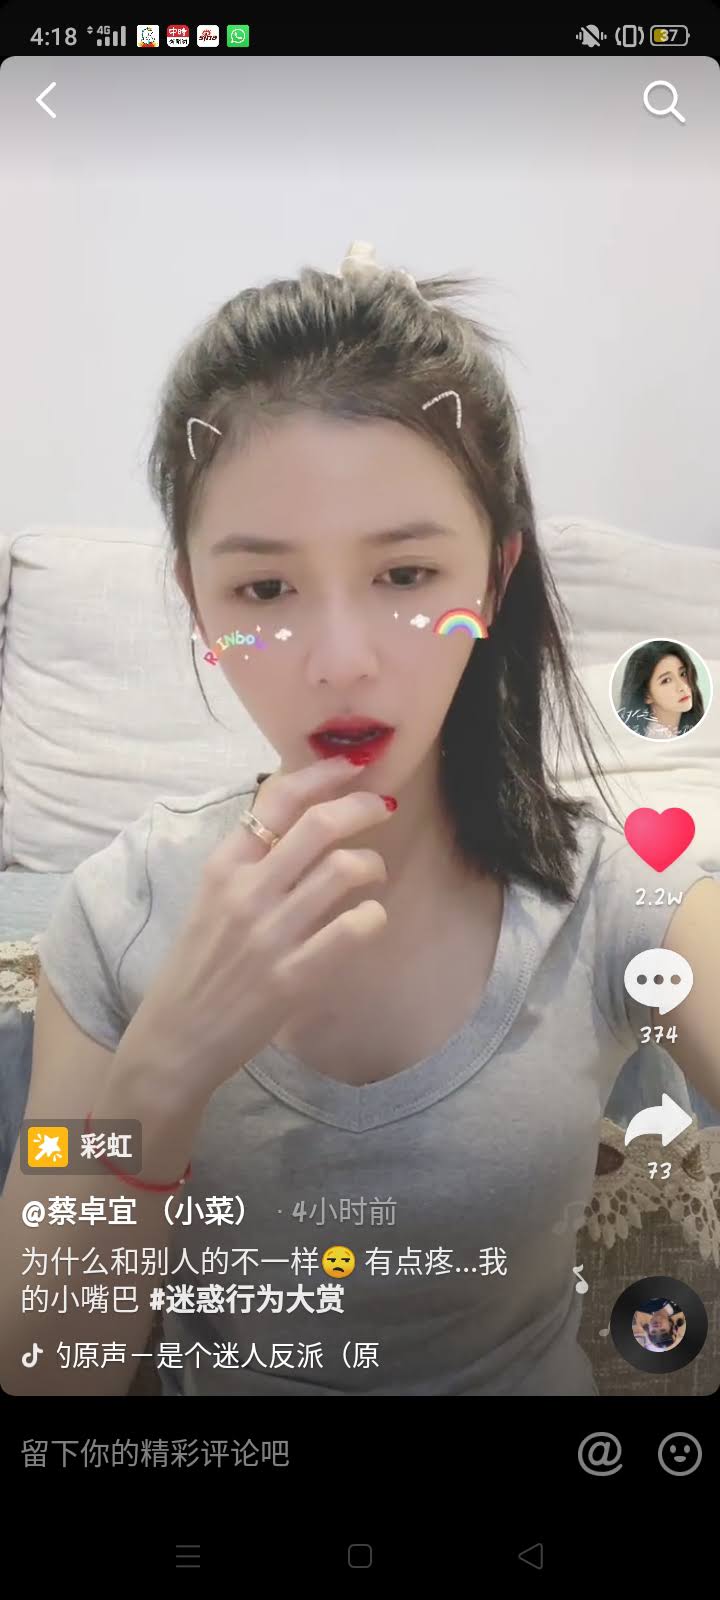 4:18
4G
37
RAINBOW
2.2w
374
73
彩虹
@蔡卓宜 （小菜） · 4小时前
为什么和别人的不一样😒 有点疼...我
的小嘴巴 #迷惑行为大赏
的原声－是个迷人反派（原
留下你的精彩评论吧